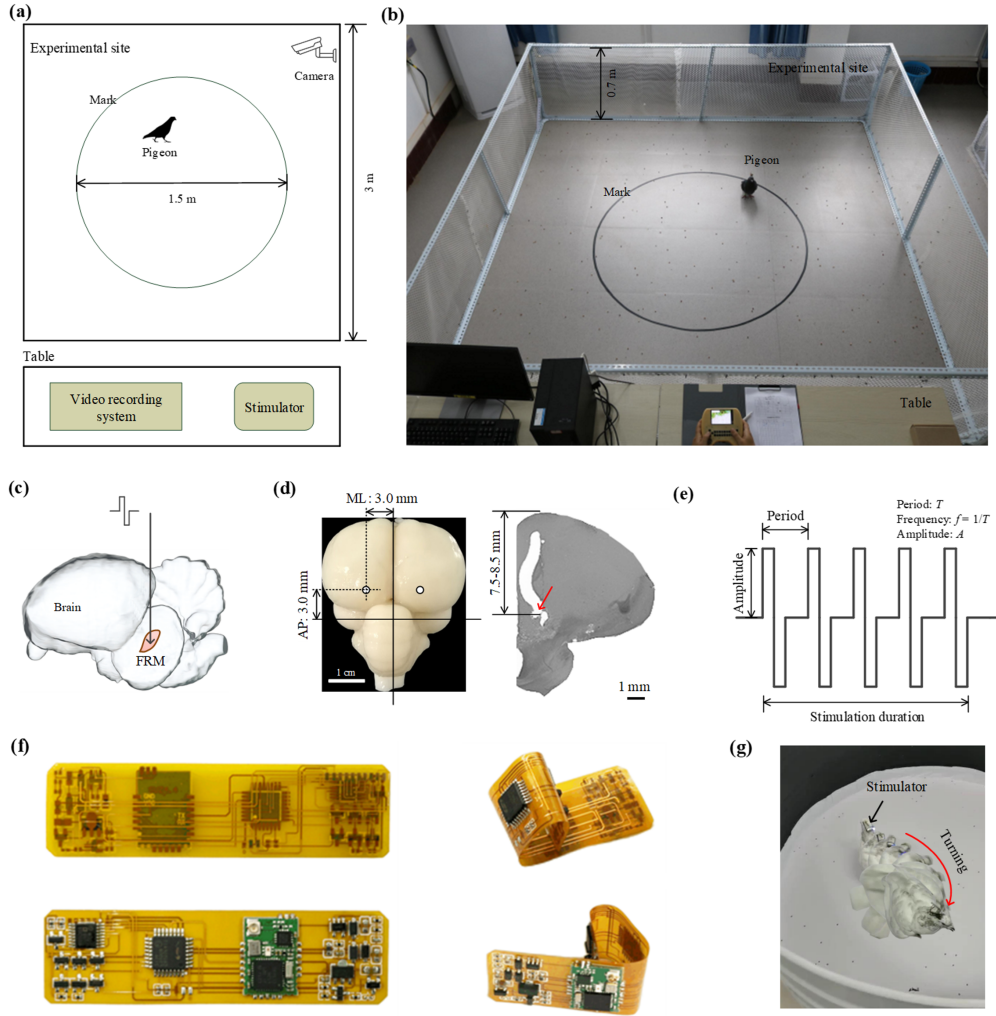 (a)
Experimental site
Camera
Mark
Pigeon
1.5 m
3 m
Table
Video recording
system
Stimulator
(b)
Experimental site
0.7 m
Pigeon
Mark
Table
(c)
Brain
FRM
(d)
ML: 3.0 mm
AP: 3.0 mm
1 cm
7.5-8.5 mm
1 mm
(e)
Period: T
Frequency: f = 1/T
Amplitude: A
Period
Amplitude
Stimulation duration
(f)
(g)
Stimulator
Turning